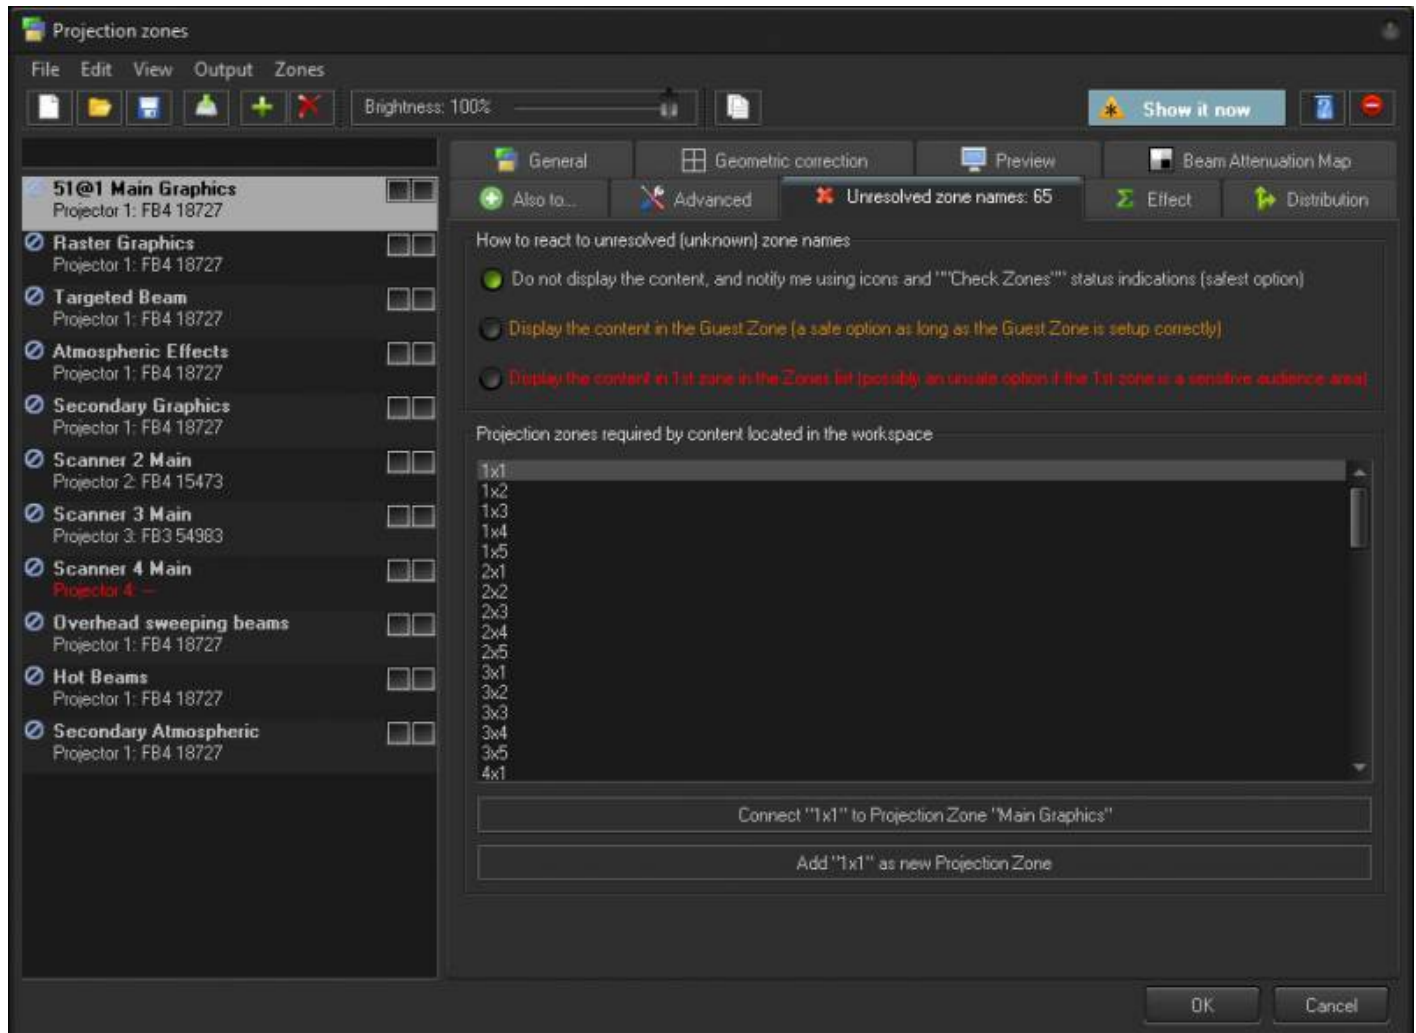 Projection zones
File Edit View Output Zones
Brightness: 100%
Show it now
General Geometric correction Preview Beam Attenuation Map
Also to... Advanced Unresolved zone names: 65 Effect Distribution
51@1 Main Graphics
Projector 1: FB4 18727
Raster Graphics
Projector 1: FB4 18727
Targeted Beam
Projector 1: FB4 18727
Atmospheric Effects
Projector 1: FB4 18727
Secondary Graphics
Projector 1: FB4 18727
Scanner 2 Main
Projector 2: FB4 15473
Scanner 3 Main
Projector 3: FB3 54983
Scanner 4 Main
Projector 4: --
Overhead sweeping beams
Projector 1: FB4 18727
Hot Beams
Projector 1: FB4 18727
Secondary Atmospheric
Projector 1: FB4 18727
How to react to unresolved (unknown) zone names
Do not display the content, and notify me using icons and ""Check Zones"" status indications (safest option)
Display the content in the Guest Zone (a safe option as long as the Guest Zone is setup correctly)
Display the content in 1st zone in the Zones list (possibly an unsafe option if the 1st zone is a sensitive audience area)
Projection zones required by content located in the workspace
1x1
1x2
1x3
1x4
1x5
2x1
2x2
2x3
2x4
2x5
3x1
3x2
3x3
3x4
3x5
4x1
Connect "1x1" to Projection Zone "Main Graphics"
Add "1x1" as new Projection Zone
OK Cancel